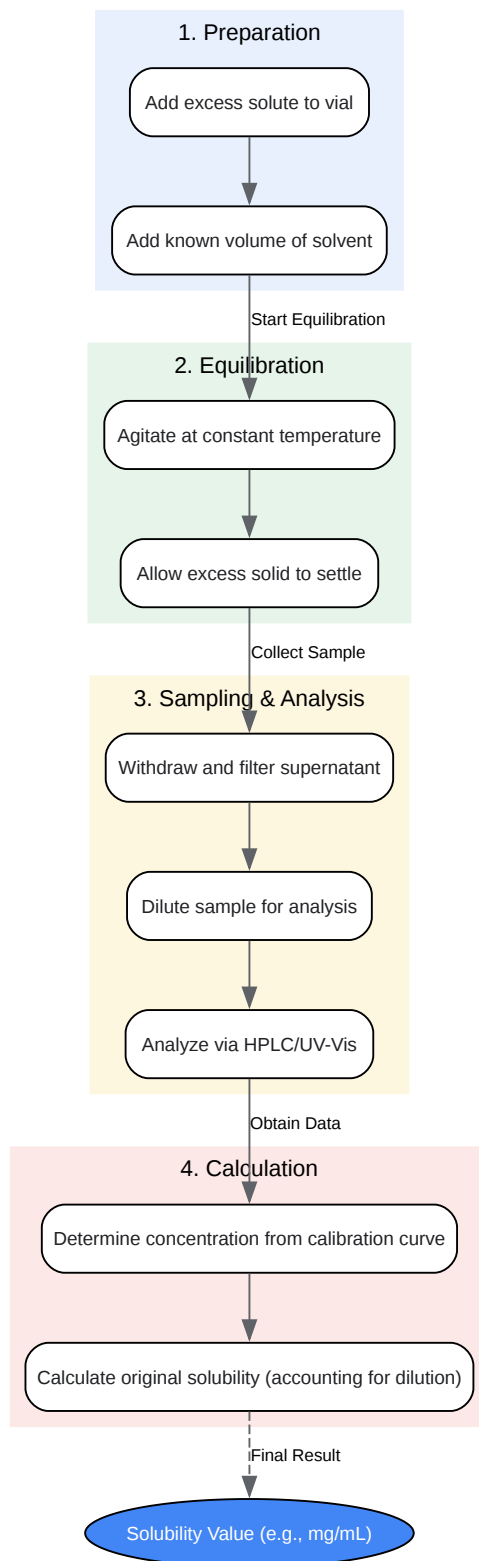 1. Preparation
Add excess solute to vial
Add known volume of solvent
Start Equilibration
2. Equilibration
Agitate at constant temperature
Allow excess solid to settle
Collect Sample
3. Sampling & Analysis
Withdraw and filter supernatant
Dilute sample for analysis
Analyze via HPLC/UV-Vis
Obtain Data
4. Calculation
Determine concentration from calibration curve
Calculate original solubility (accounting for dilution)
Final Result
Solubility Value (e.g., mg/mL)